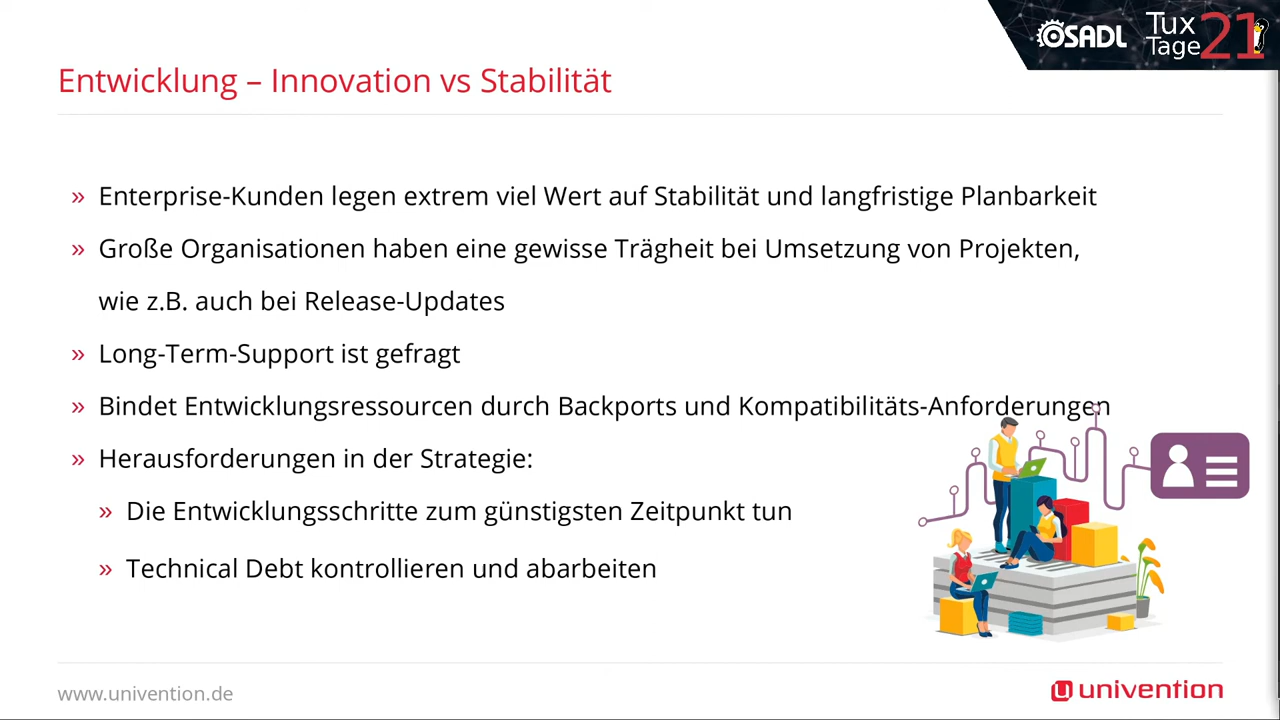 OSADL
Tux
Tage
21
Entwicklung – Innovation vs Stabilität
» Enterprise-Kunden legen extrem viel Wert auf Stabilität und langfristige Planbarkeit
» Große Organisationen haben eine gewisse Trägheit bei Umsetzung von Projekten,
wie z.B. auch bei Release-Updates
» Long-Term-Support ist gefragt
» Bindet Entwicklungsressourcen durch Backports und Kompatibilitäts-Anforderungen
» Herausforderungen in der Strategie:
» Die Entwicklungsschritte zum günstigsten Zeitpunkt tun
» Technical Debt kontrollieren und abarbeiten
www.univention.de
univention